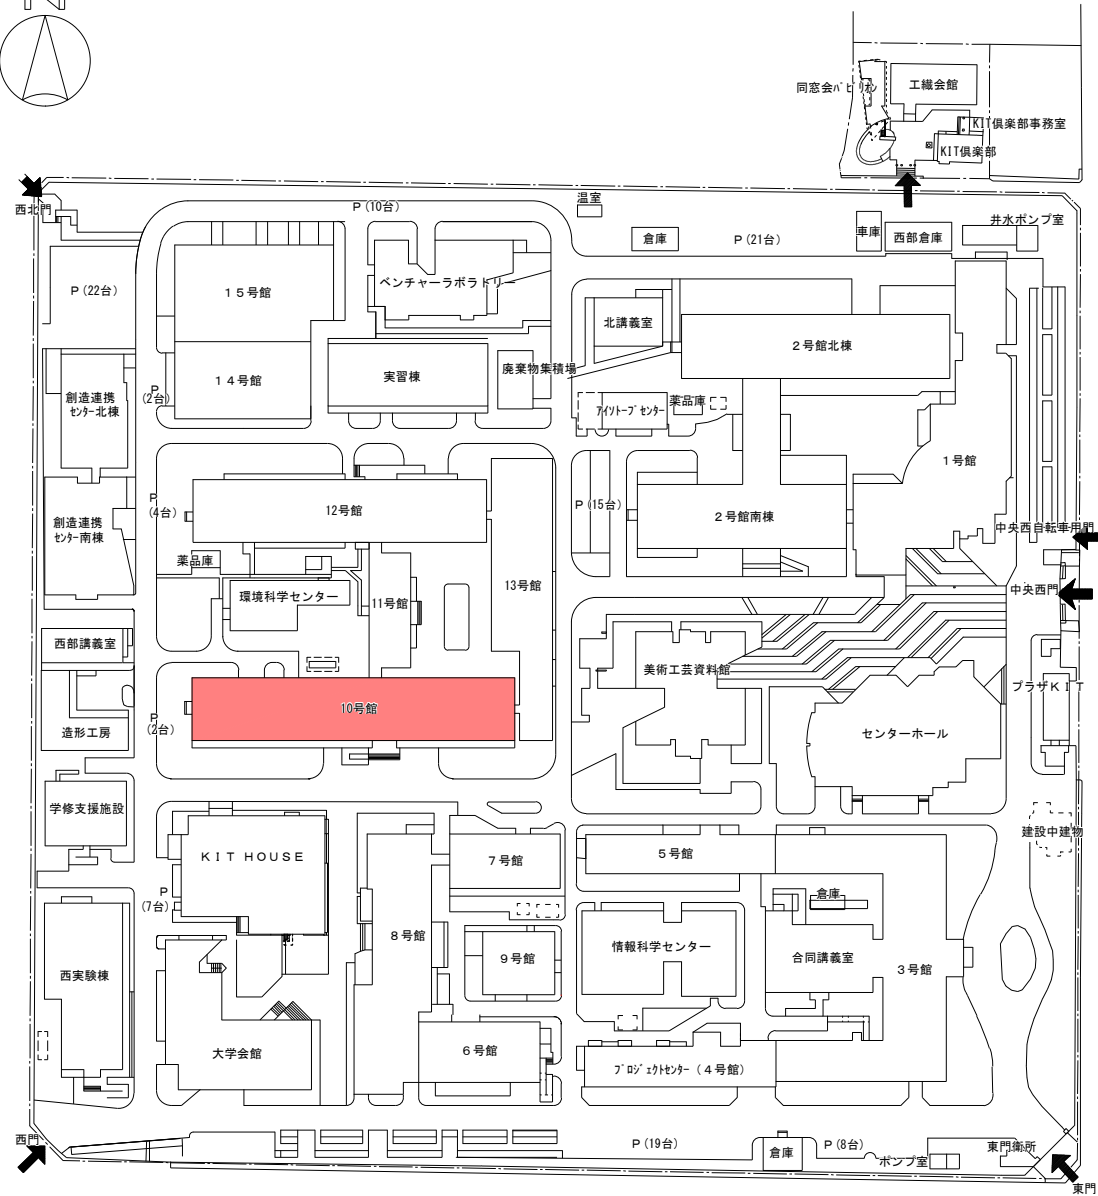 N
同窓会パビリオン
工繊会館
KIT倶楽部事務室
KIT倶楽部
西北門
P (10台)
温室
倉庫
P (21台)
車庫
西部倉庫
井水ポンプ室
P (22台)
15号館
ベンチャーラボラドリー
北講義室
2号館北棟
14号館
実習棟
廃棄物集積場
創造連携
センター北棟
P
(2台)
アイソトープセンター
薬品庫
1号館
12号館
P
(4台)
P (15台)
2号館南棟
創造連携
センター南棟
中央西自転車用門
薬品庫
環境科学センター
11号館
13号館
中央西門
西部講義室
美術工芸資料館
プラザKIT
10号館
P
(2台)
造形工房
センターホール
学修支援施設
建設中建物
KIT HOUSE
7号館
5号館
P
(7台)
倉庫
8号館
情報科学センター
9号館
合同講義室
3号館
西実験棟
大学会館
6号館
プロジェクトセンター (4号館)
西門
P (19台)
P (8台)
倉庫
ポンプ室
東門衛所
東門